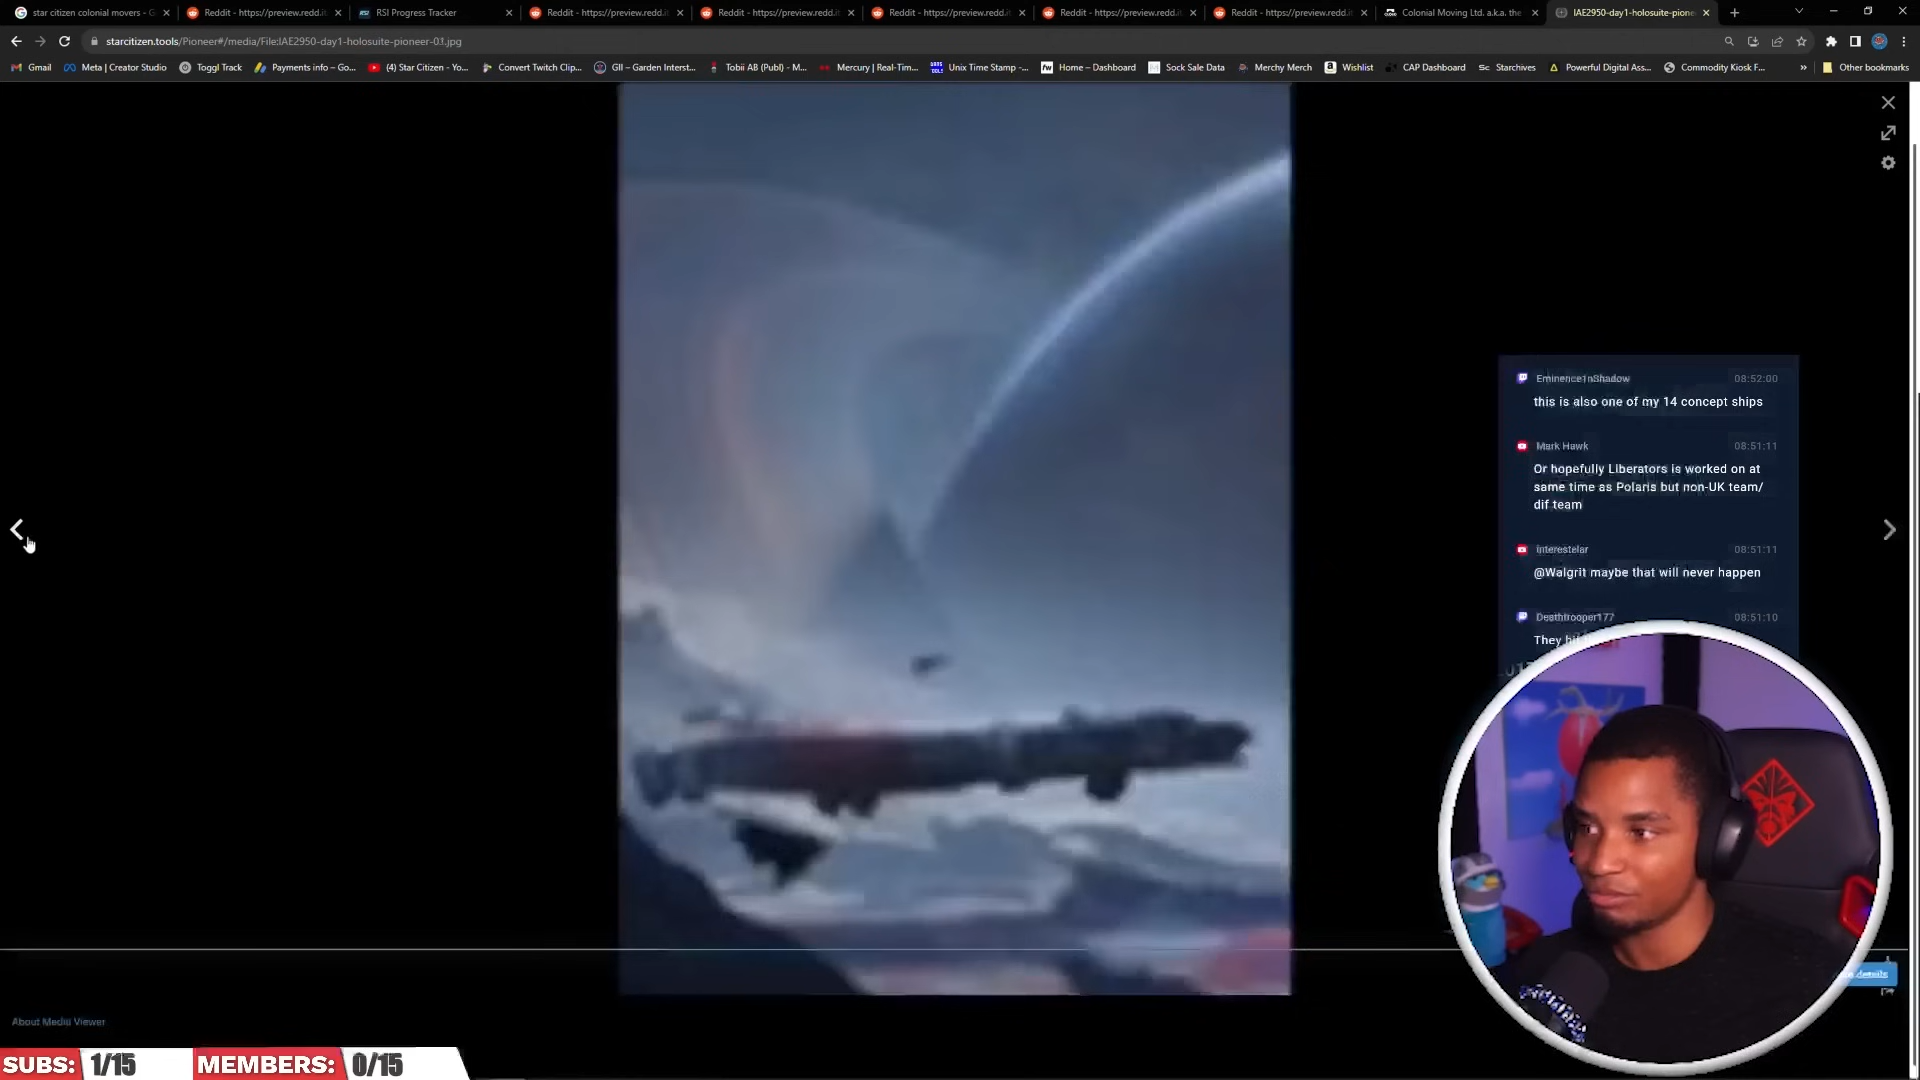 star citizen colonial movers - G
Reddit - https://preview.redd.i
RSI Progress Tracker
Reddit - https://preview.redd.i
Reddit - https://preview.redd.i
Reddit - https://preview.redd.i
Reddit - https://preview.redd.i
Reddit - https://preview.redd.i
Colonial Moving Ltd. a.k.a. the
IAE2950-day1-holosuite-pione
starcitizen.tools/Pioneer#/media/File:IAE2950-day1-holosuite-pioneer-03.jpg
Gmail
Meta | Creator Studio
Toggl Track
Payments info – Go...
(4) Star Citizen - Yo...
Convert Twitch Clip...
GII – Garden Interst...
Tobii AB (Publ) - M...
Mercury | Real-Tim...
Unix Time Stamp -...
Home – Dashboard
Sock Sale Data
Merchy Merch
Wishlist
CAP Dashboard
Starchives
Powerful Digital Ass...
Commodity Kiosk F...
Other bookmarks
EminenceInShadow 08:52:00
this is also one of my 14 concept ships
Mark Hawk 08:51:11
Or hopefully Liberators is worked on at
same time as Polaris but non-UK team/
dif team
Interestelar 08:51:11
@Walgrit maybe that will never happen
Deathtrooper177 08:51:10
They
details
About Media Viewer
SUBS: 1/15
MEMBERS: 0/15